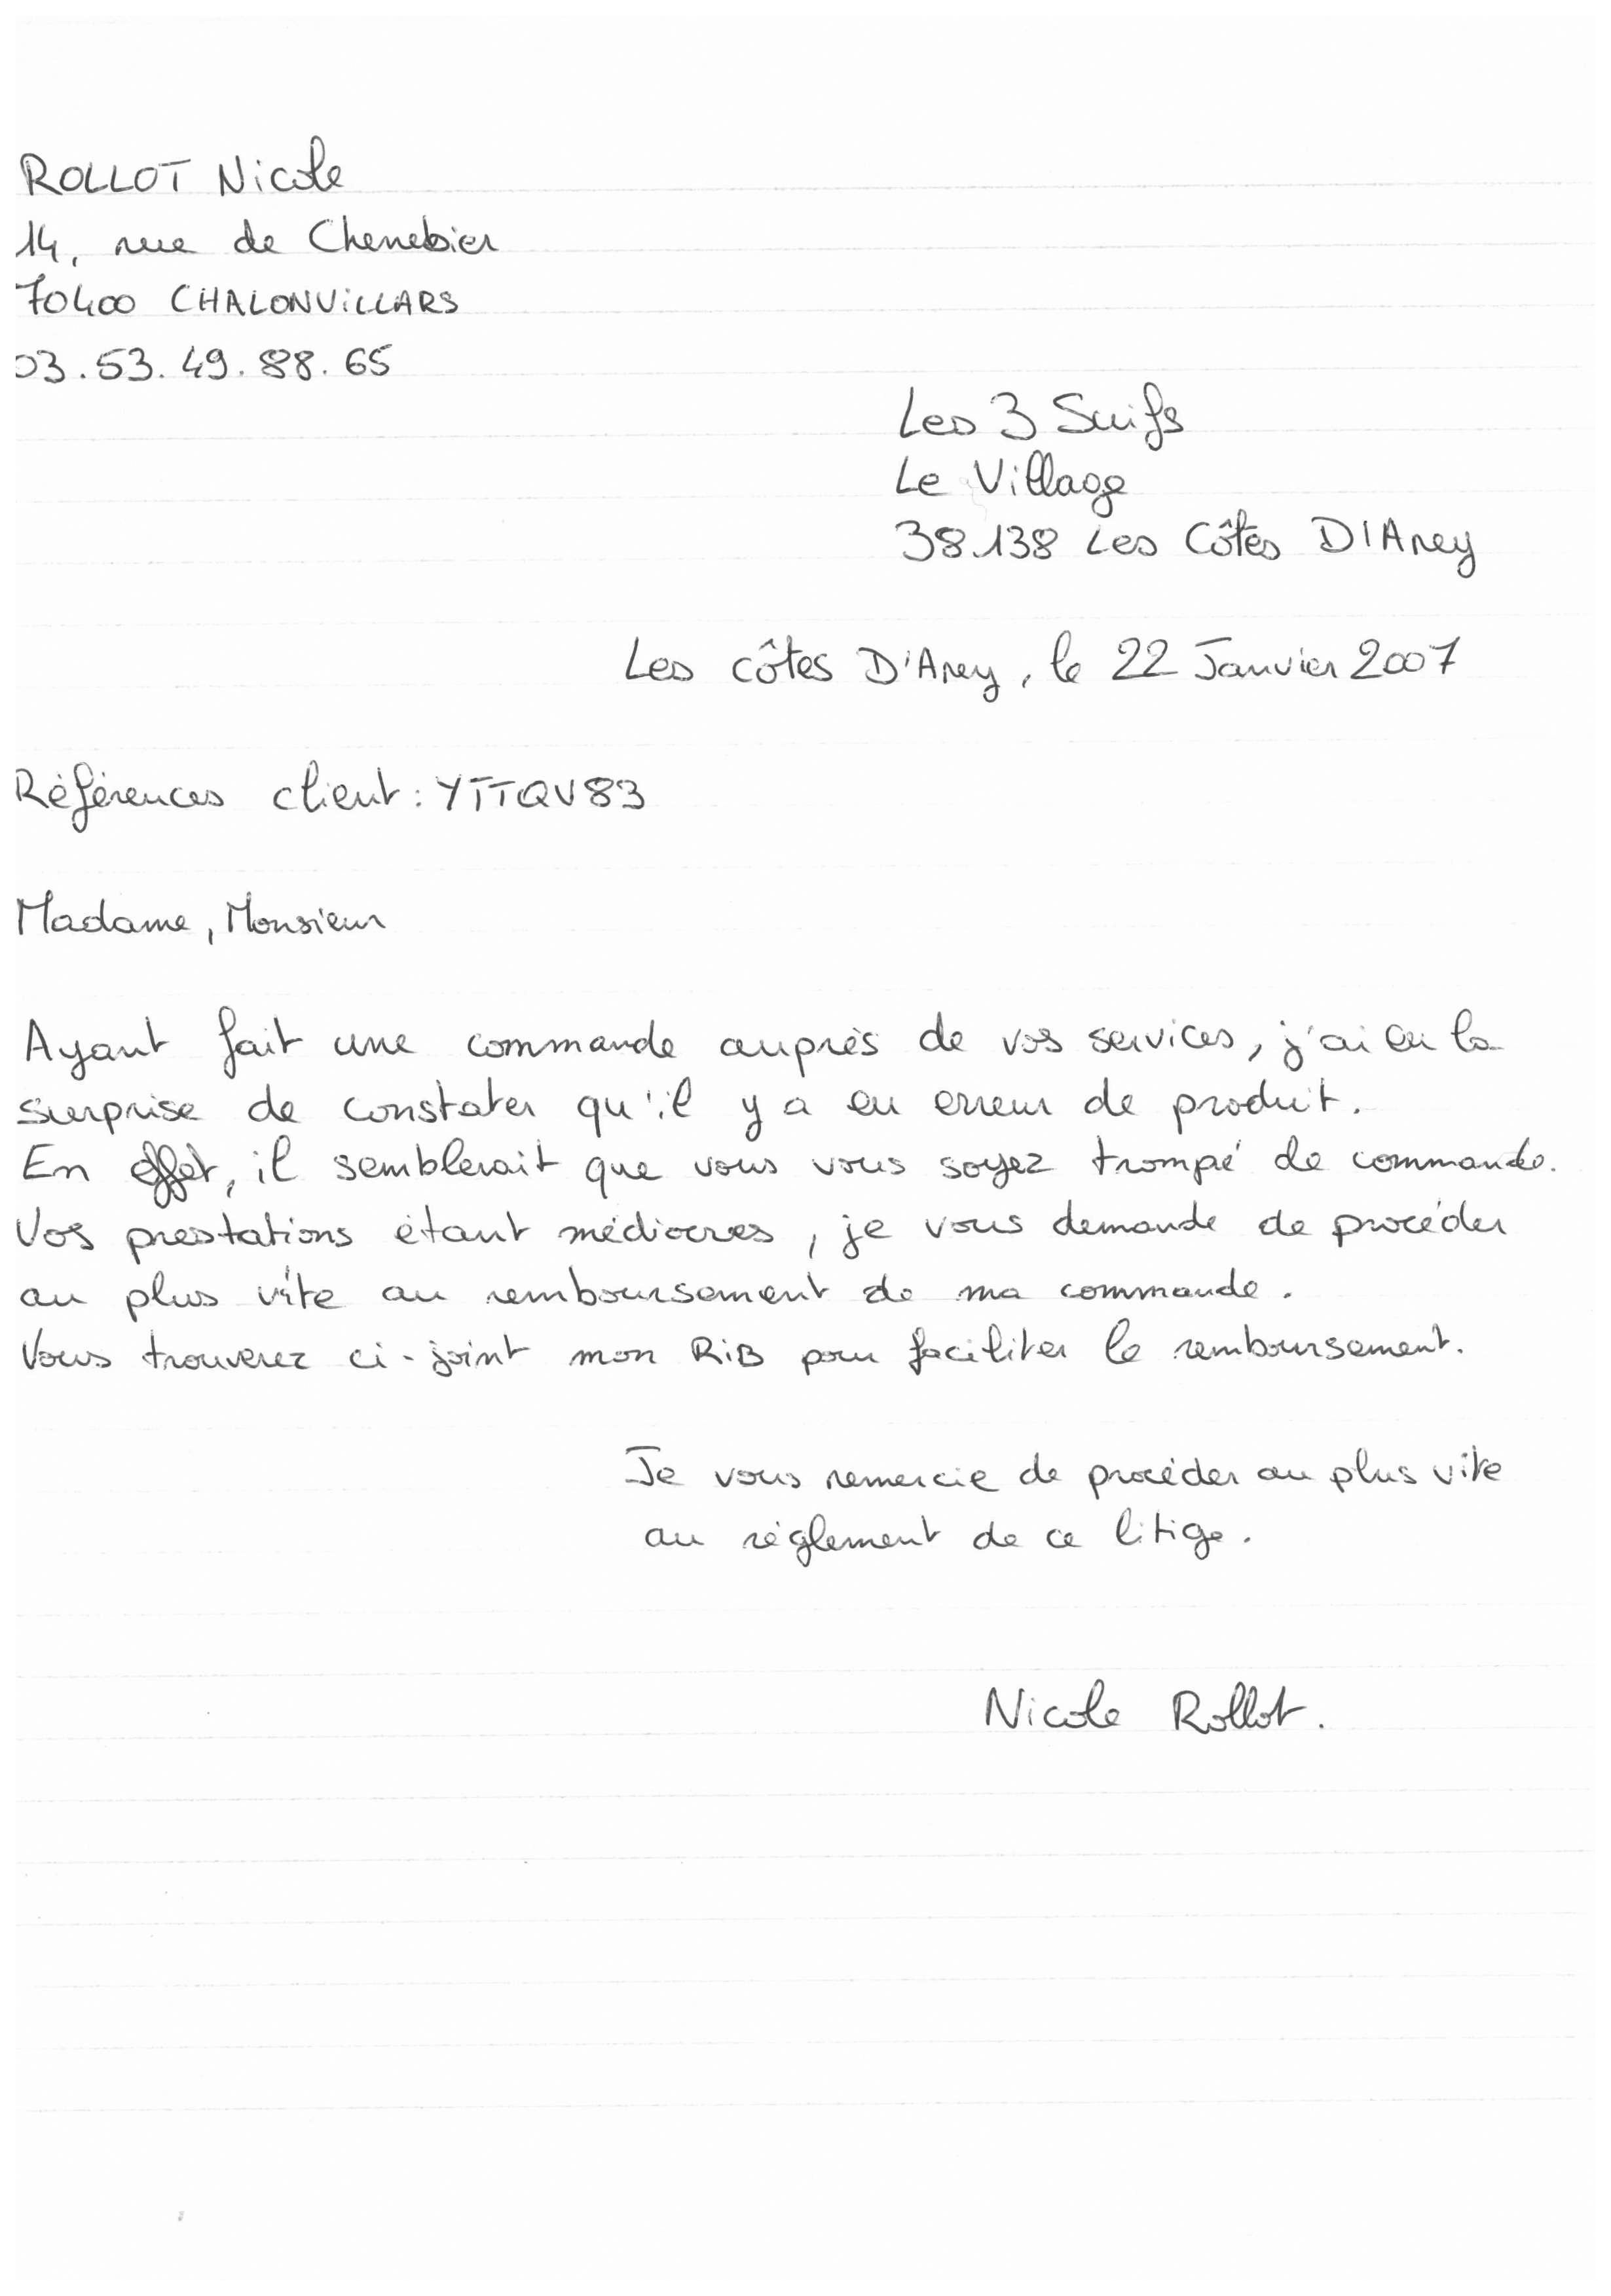 ROLLOT Nicole
14, rue de Chenebier
70400 CHALONVILLARS
03.53.49.88.65
Les 3 Suifs
Le Village
38138 Les Côtes D'Arey
Les côtes D'Arey, le 22 Janvier 2007
Références client : YTTQV83
Madame, Monsieur
Ayant fait une commande auprès de vos services, j'ai eu la
surprise de constater qu'il y a eu erreur de produit.
En effet, il semblerait que vous vous soyez trompé de commande.
Vos prestations étant médiocres, je vous demande de procéder
au plus vite au remboursement de ma commande.
Vous trouverez ci-joint mon RIB pour faciliter le remboursement.
Je vous remercie de procéder au plus vite
au règlement de ce litige.
Nicole Rollot.